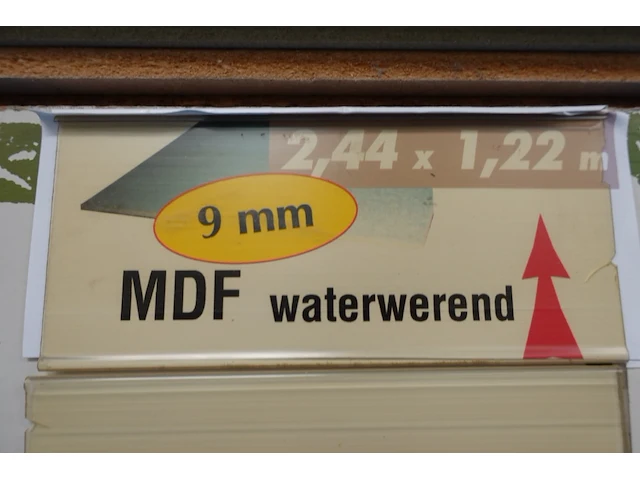 2,44 x 1,22 m
9 mm
MDF waterwerend